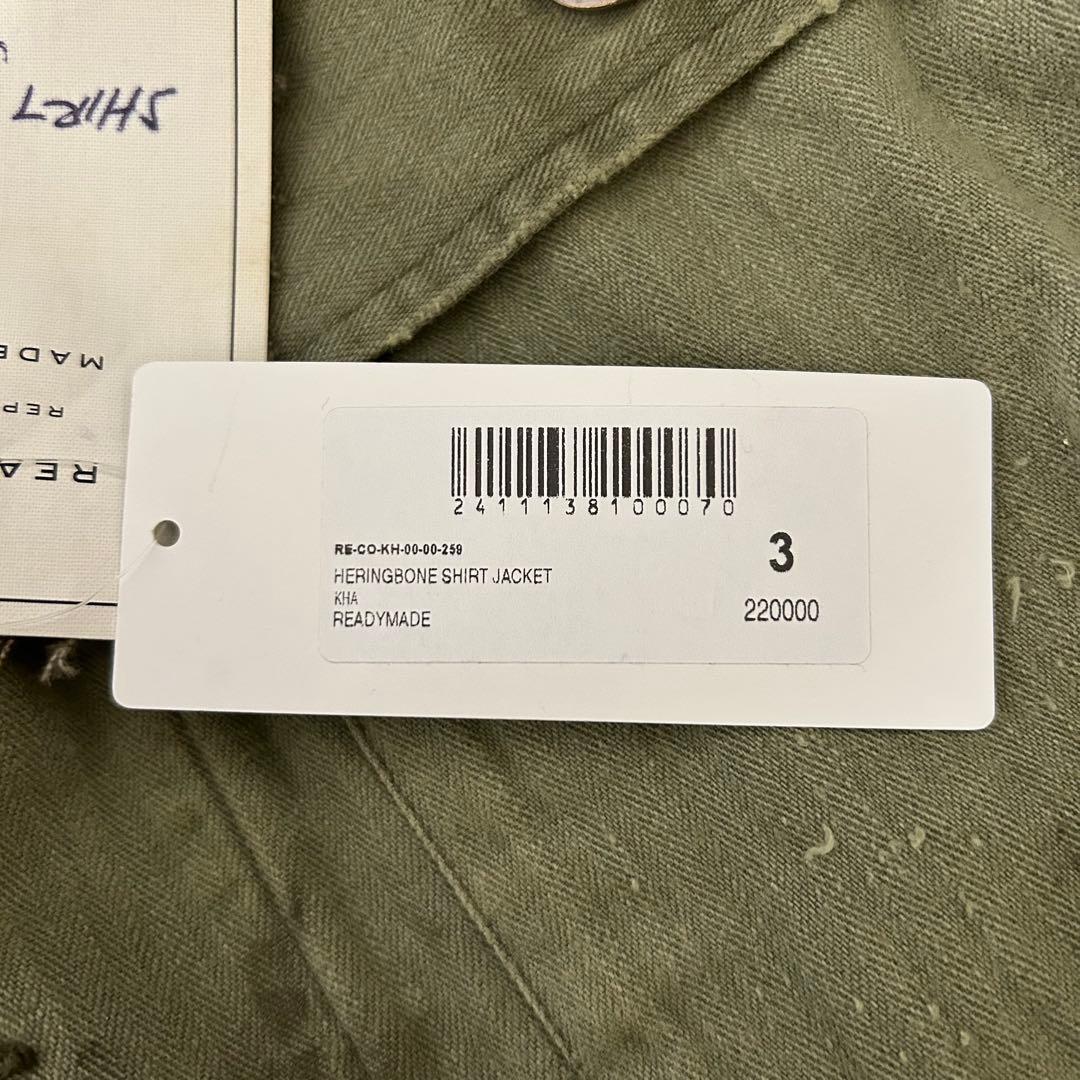 SHIRT
MADE
REP
REA
2411138100070
RE-CO-KH-00-00-259
3
HERINGBONE SHIRT JACKET
KHA
220000
READYMADE